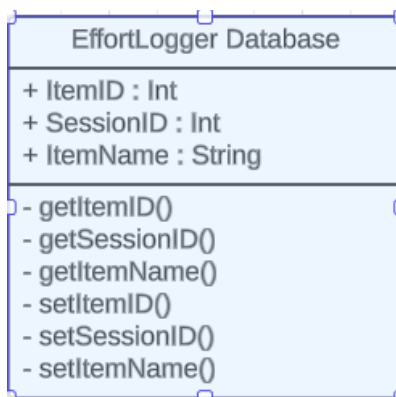 EffortLogger Database
+ ItemID : Int
+ SessionID : Int
+ ItemName : String
- getItemID()
- getSessionID()
- getItemName()
- setItemID()
- setSessionID()
- setItemName()